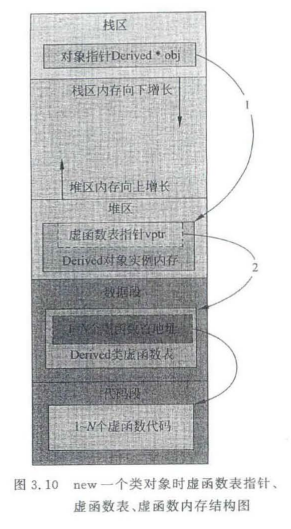 栈区
对象指针Derived * obj
栈区内存向下增长
1
堆区内存向上增长
堆区
虚函数表指针vptr
Derived对象实例内存
2
数据段
1~N个虚函数首地址
Derived类虚函数表
代码段
1~N个虚函数代码
图 3.10 new 一个类对象时虚函数表指针、
虚函数表、虚函数内存结构图